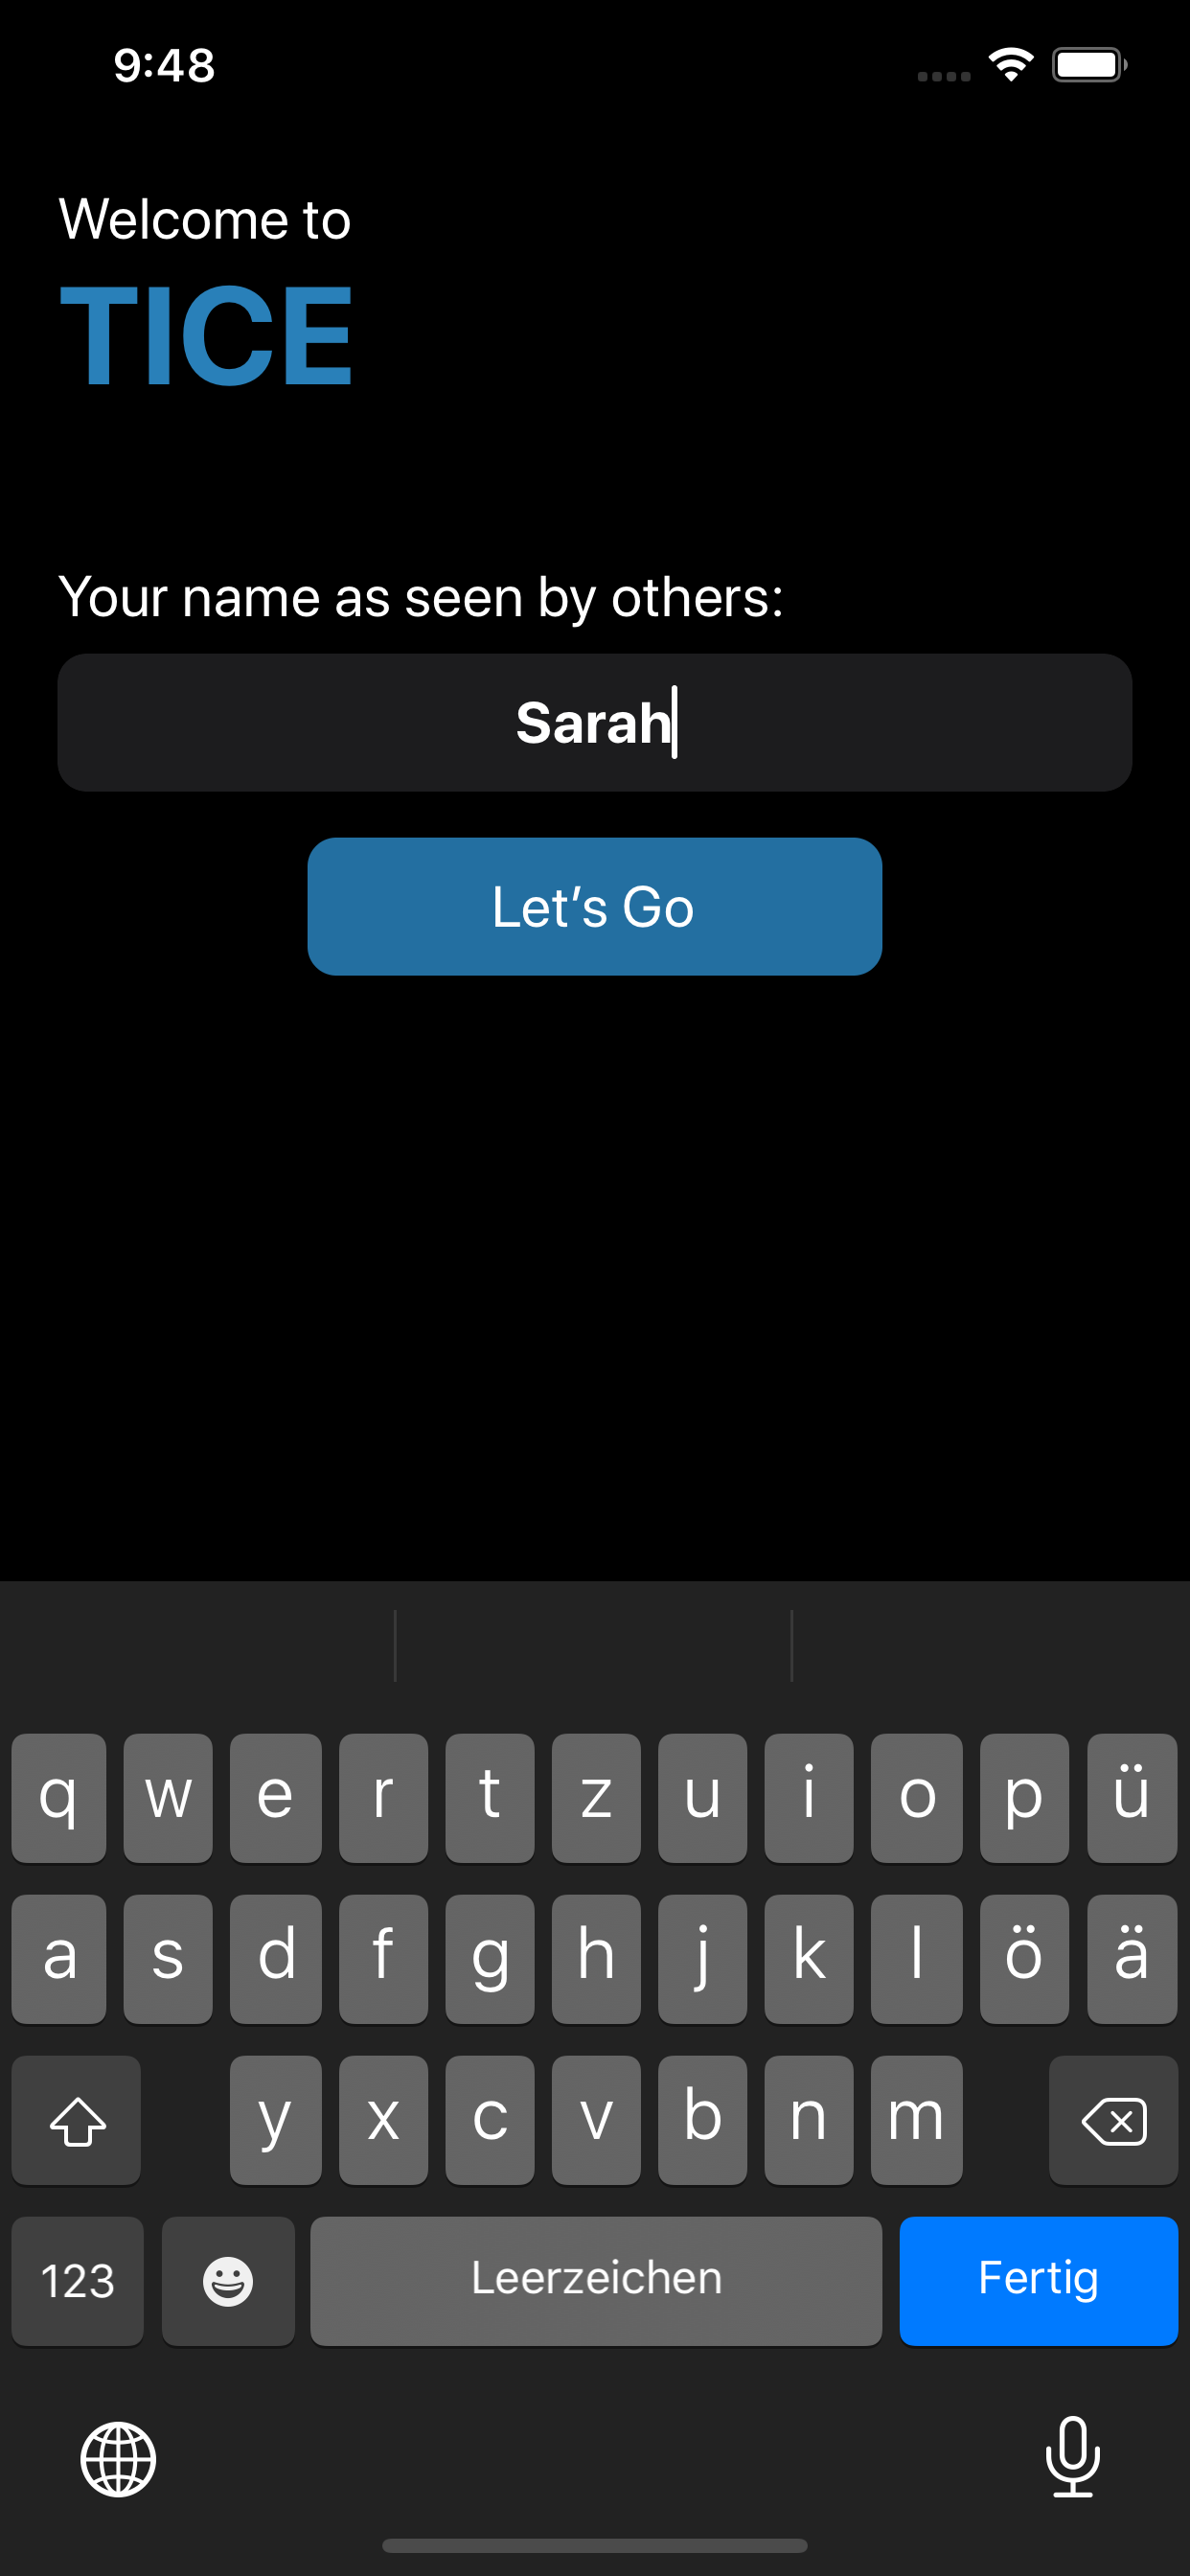 9:48
Welcome to
TICE
Your name as seen by others:
Sarah
Let’s Go
q w e r t z u i o p ü
a s d f g h j k l ö ä
y x c v b n m
123 Leerzeichen Fertig